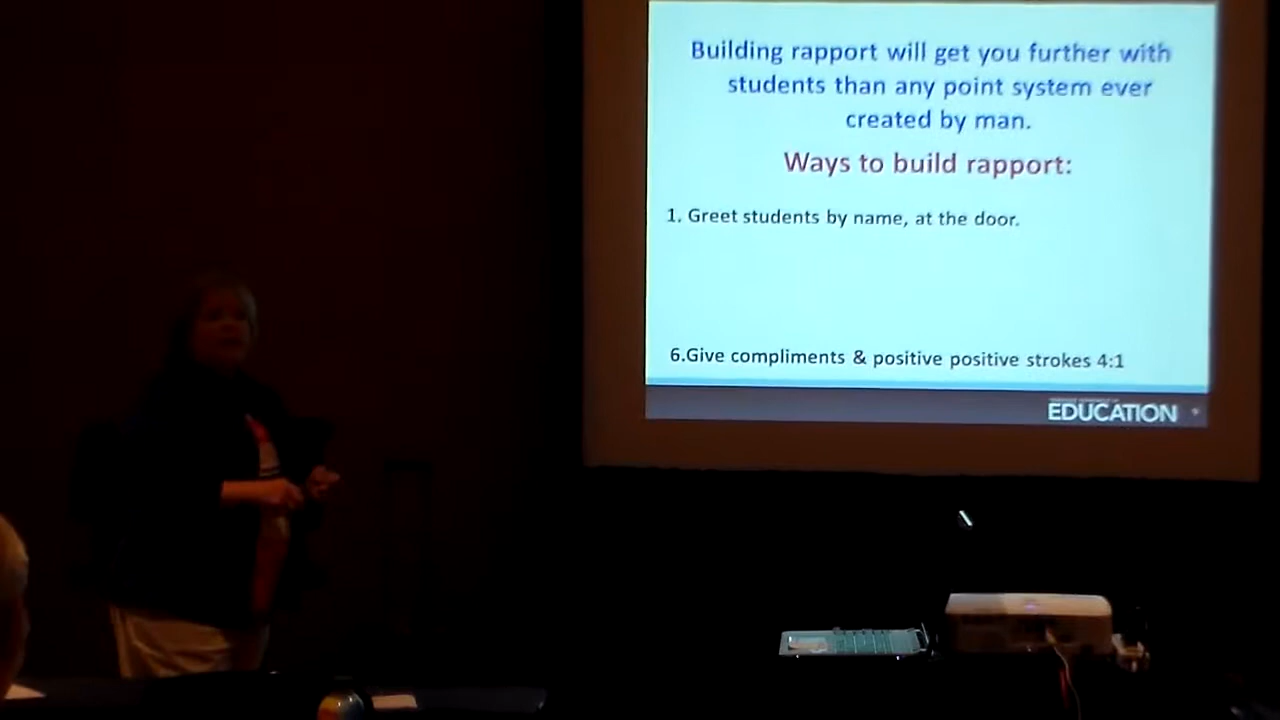 Building rapport will get you further with
students than any point system ever
created by man.
Ways to build rapport:
1. Greet students by name, at the door.
6.Give compliments & positive positive strokes 4:1
EDUCATION